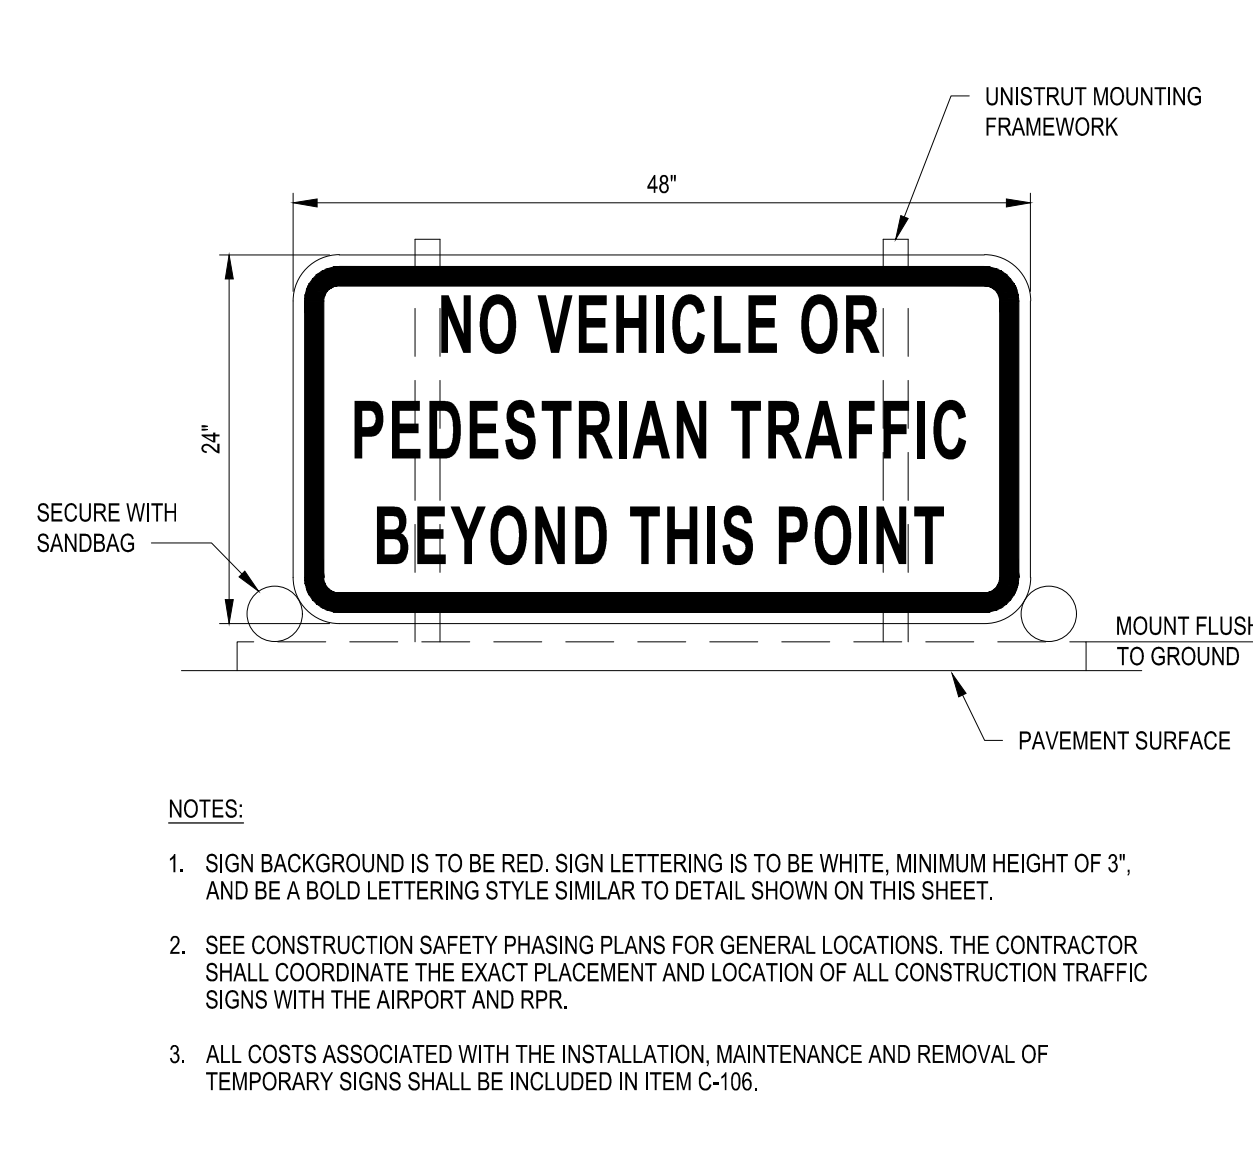 UNISTRUT MOUNTING
FRAMEWORK
48"
24"
NO VEHICLE OR
PEDESTRIAN TRAFFIC
BEYOND THIS POINT
SECURE WITH
SANDBAG
MOUNT FLUSH
TO GROUND
PAVEMENT SURFACE
NOTES:
1. SIGN BACKGROUND IS TO BE RED. SIGN LETTERING IS TO BE WHITE, MINIMUM HEIGHT OF 3",
AND BE A BOLD LETTERING STYLE SIMILAR TO DETAIL SHOWN ON THIS SHEET.
2. SEE CONSTRUCTION SAFETY PHASING PLANS FOR GENERAL LOCATIONS. THE CONTRACTOR
SHALL COORDINATE THE EXACT PLACEMENT AND LOCATION OF ALL CONSTRUCTION TRAFFIC
SIGNS WITH THE AIRPORT AND RPR.
3. ALL COSTS ASSOCIATED WITH THE INSTALLATION, MAINTENANCE AND REMOVAL OF
TEMPORARY SIGNS SHALL BE INCLUDED IN ITEM C-106.